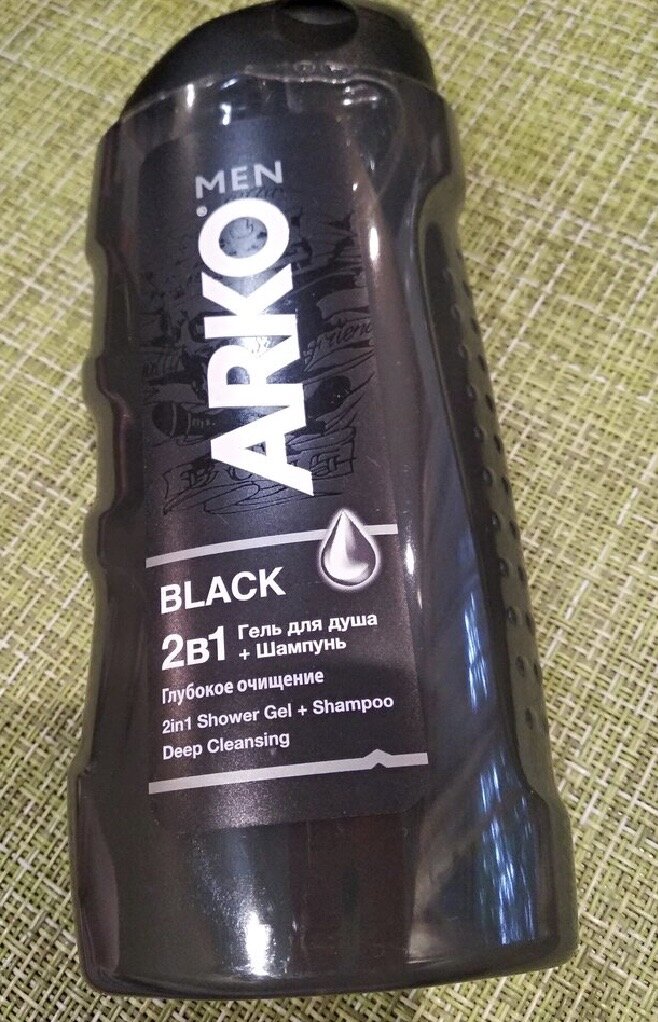 MEN
ARKO
BLACK
2в1 Гель для душа
+ Шампунь
Глубокое очищение
2in1 Shower Gel + Shampoo
Deep Cleansing